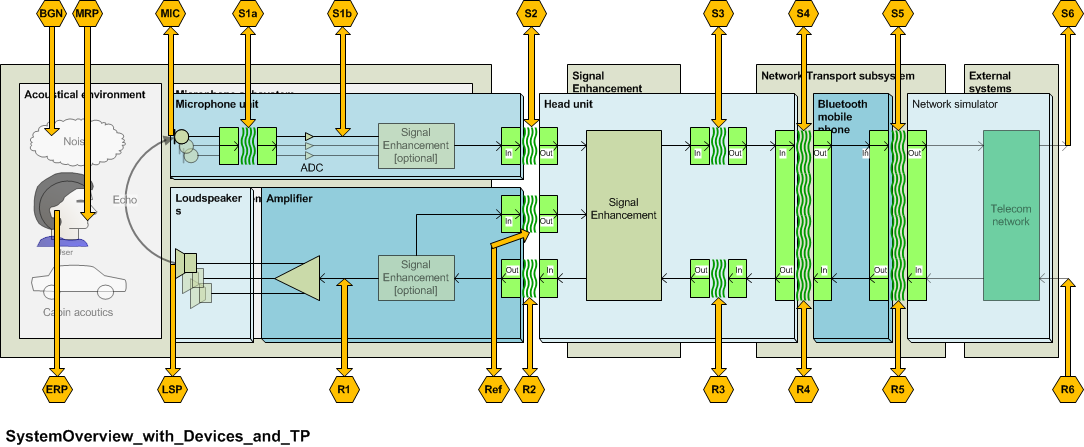 BGN
MRP
MIC
S1a
S1b
S2
S3
S4
S5
S6
Signal
Enhancement
Network Transport subsystem
External
systems
Acoustical environment
Microphone unit
Head unit
Bluetooth
mobile
phone
Network simulator
Noise
Signal
Enhancement
[optional]
ADC
In
Out
In
Out
In
Out
In
Out
Echo
User
Cabin acoutics
Loudspeaker
s
Amplifier
In
Out
Signal
Enhancement
Telecom
network
Signal
Enhancement
[optional]
Out
In
Out
In
Out
In
Out
In
ERP
LSP
R1
Ref
R2
R3
R4
R5
R6
SystemOverview_with_Devices_and_TP